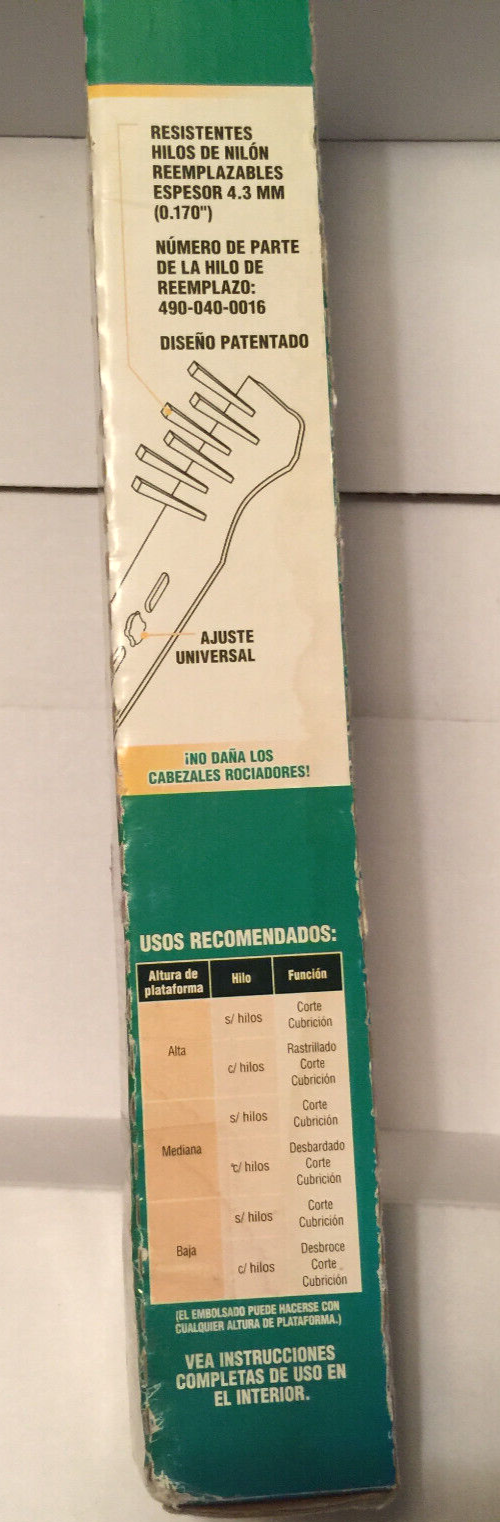 RESISTENTES
HILOS DE NILÓN
REEMPLAZABLES
ESPESOR 4.3 MM
(0.170")
NÚMERO DE PARTE
DE LA HILO DE
REEMPLAZO:
490-040-0016
DISEÑO PATENTADO
AJUSTE
UNIVERSAL
¡NO DAÑA LOS
CABEZALES ROCIADORES!
USOS RECOMENDADOS:
Altura de
plataforma
Hilo
Función
Alta
s/ hilos
Corte
Cubrición
c/ hilos
Rastrillado
Corte
Cubrición
Mediana
s/ hilos
Corte
Cubrición
c/ hilos
Desbardado
Corte
Cubrición
Baja
s/ hilos
Corte
Cubrición
c/ hilos
Desbroce
Corte
Cubrición
(EL EMBOLSADO PUEDE HACERSE CON
CUALQUIER ALTURA DE PLATAFORMA.)
VEA INSTRUCCIONES
COMPLETAS DE USO EN
EL INTERIOR.